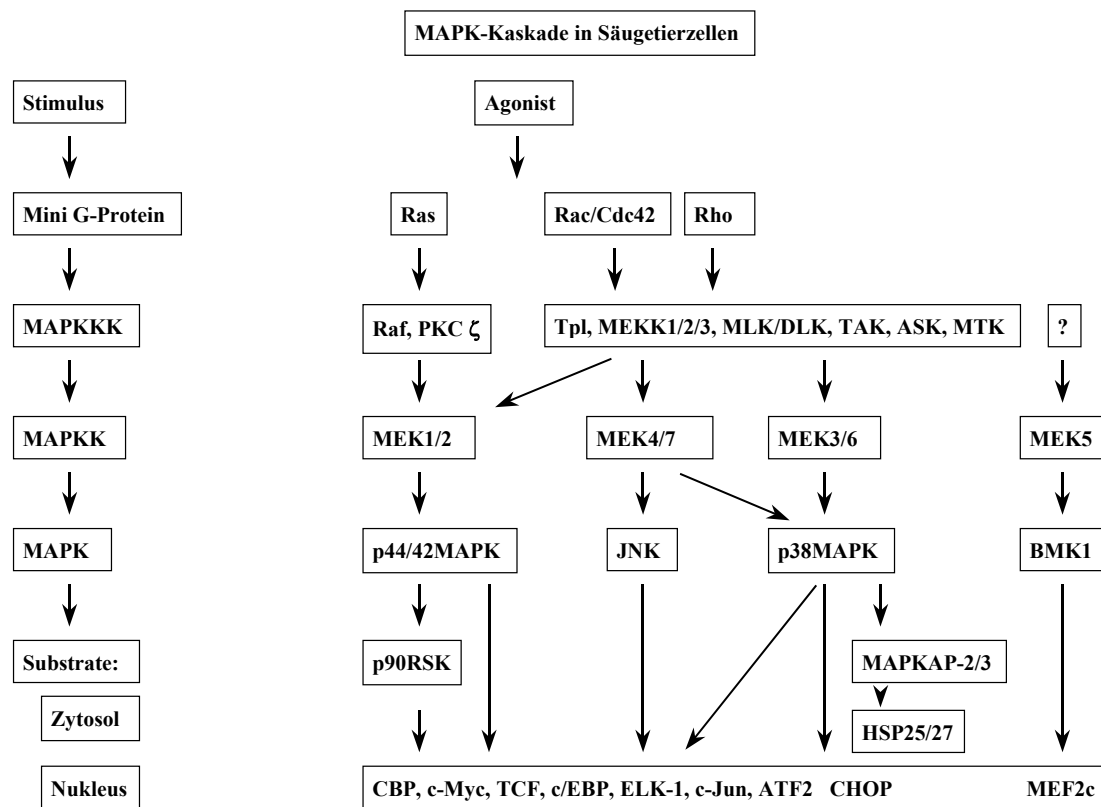 MAPK-Kaskade in Säugetierzellen
Stimulus Agonist
Mini G-Protein Ras Rac/Cdc42 Rho
MAPKKK Raf, PKC ζ Tpl, MEKK1/2/3, MLK/DLK, TAK, ASK, MTK ?
MAPKK MEK1/2 MEK4/7 MEK3/6 MEK5
MAPK p44/42MAPK JNK p38MAPK BMK1
Substrate: p90RSK MAPKAP-2/3
Zytosol HSP25/27
Nukleus CBP, c-Myc, TCF, c/EBP, ELK-1, c-Jun, ATF2 CHOP MEF2c